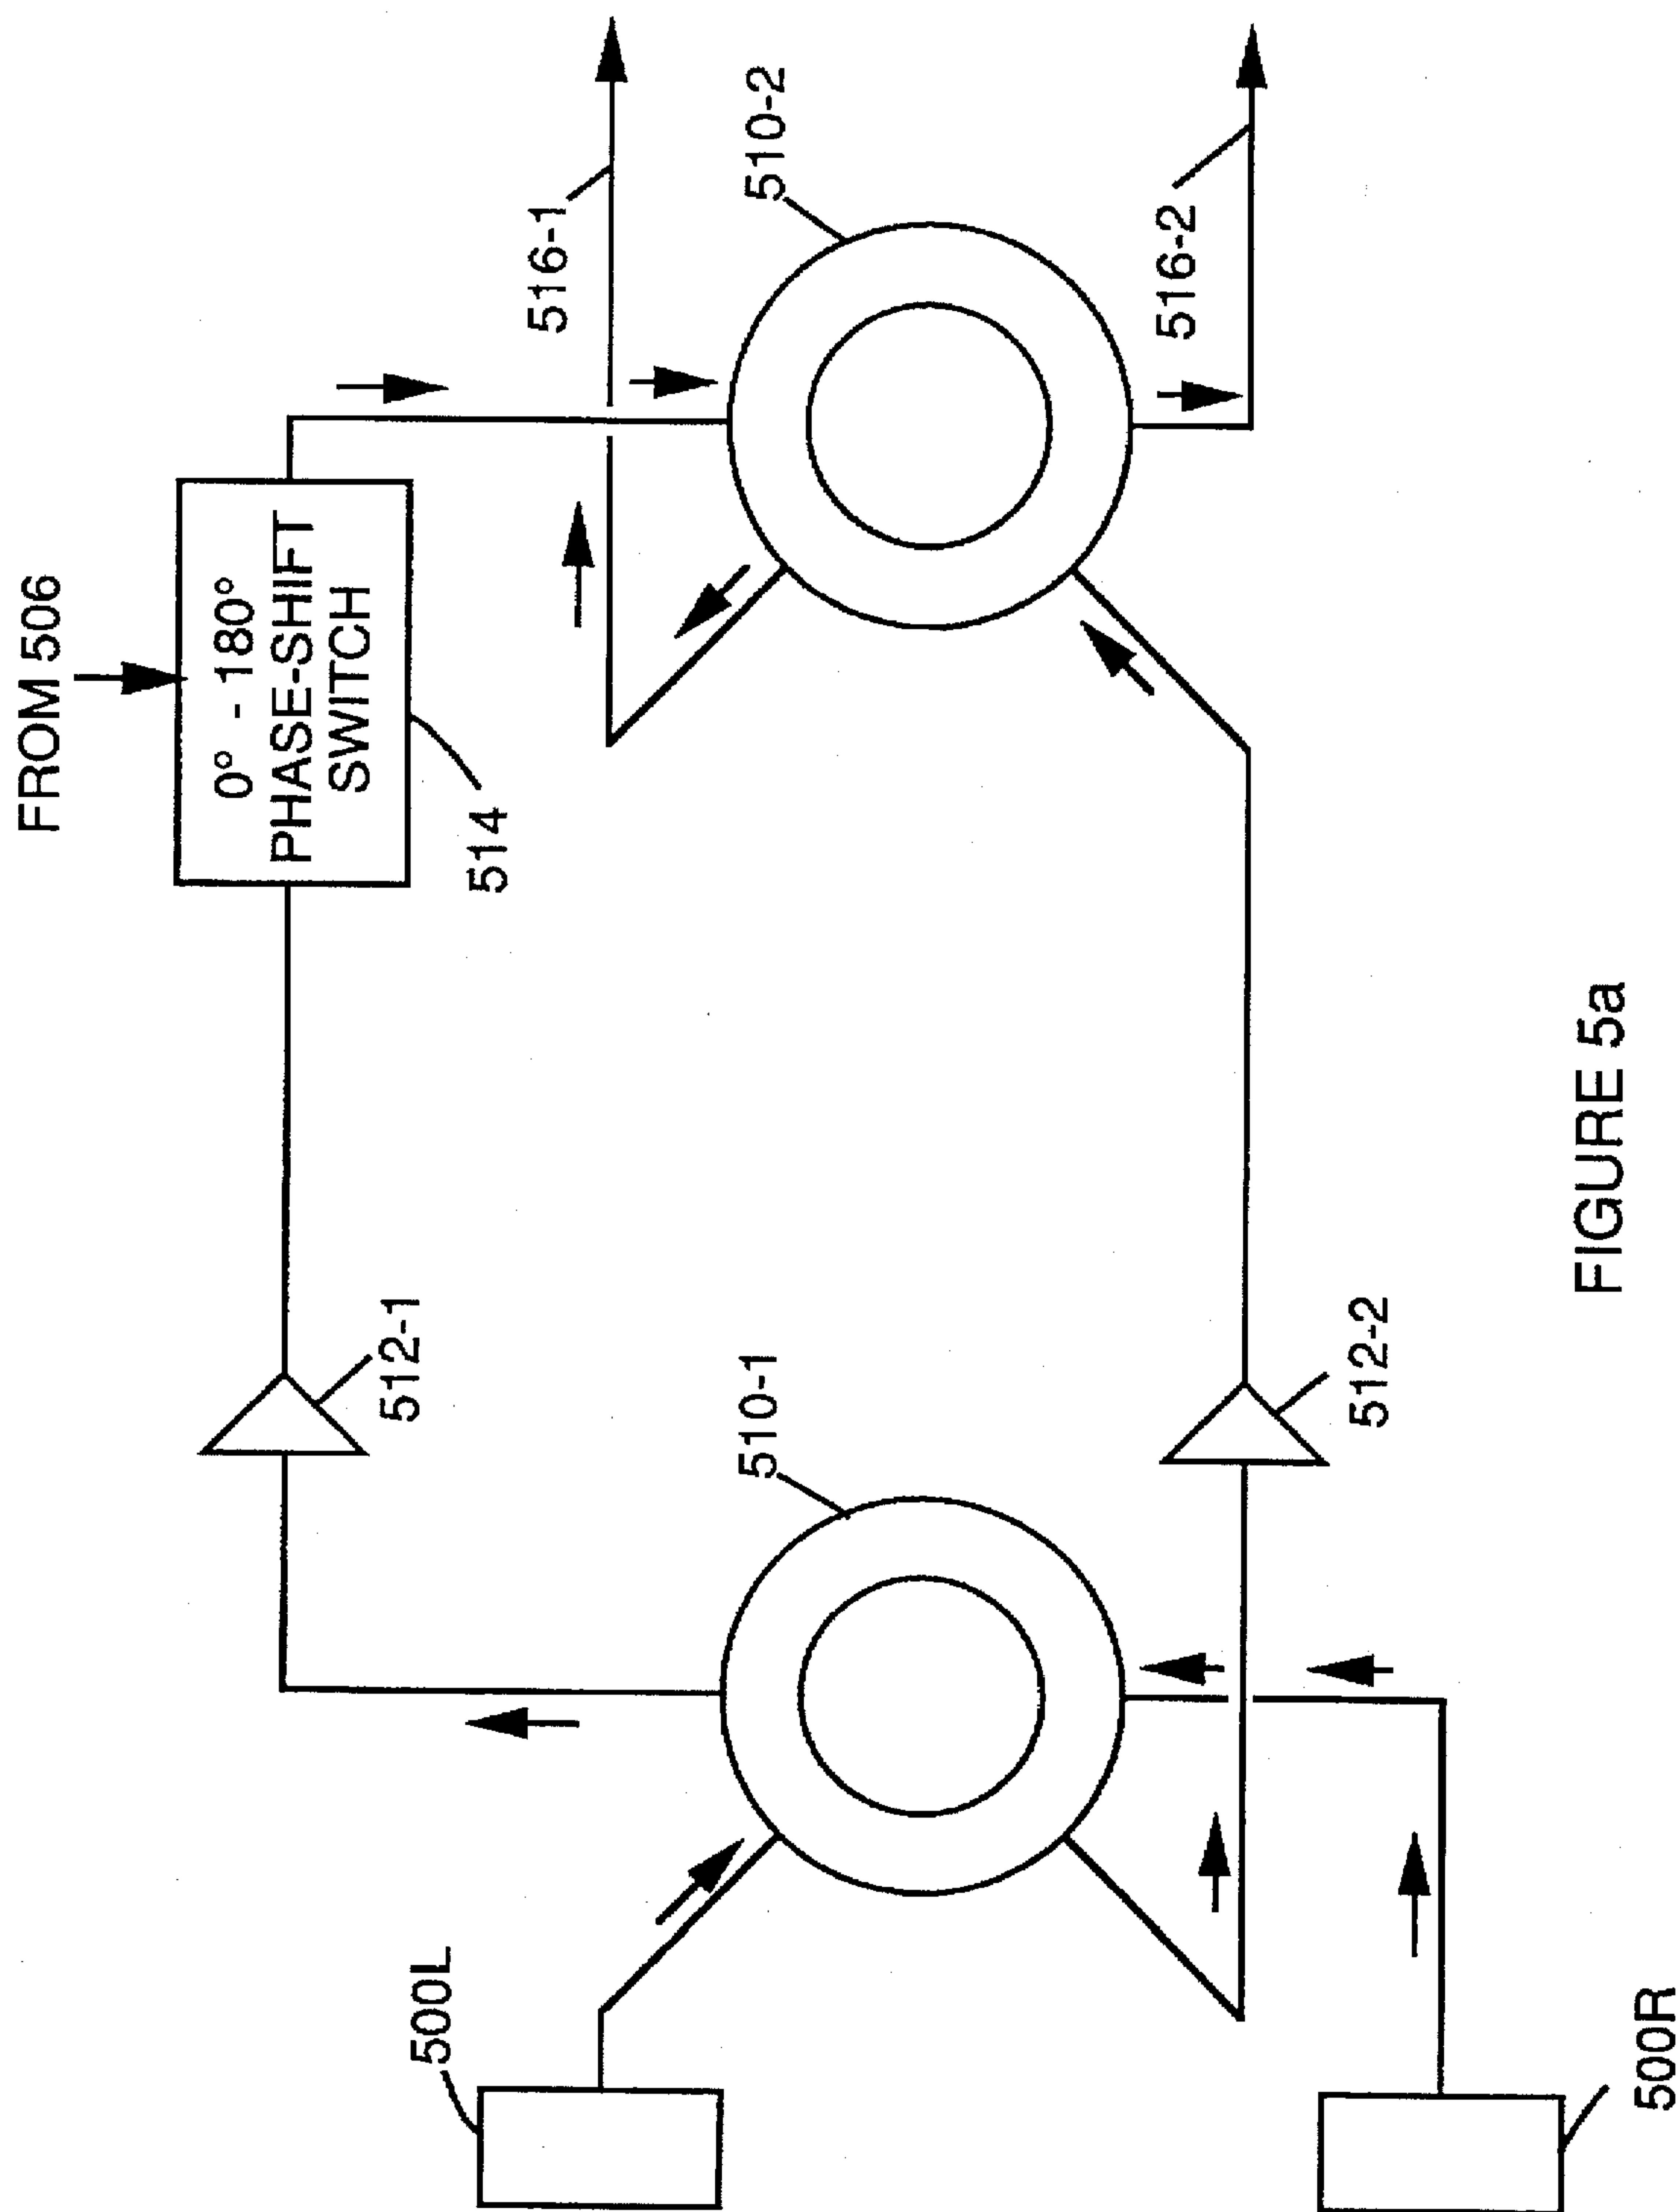 FROM 506
0° - 180°
PHASE-SHIFT
SWITCH
514
516-1
510-2
516-2
512-1
510-1
512-2
500L
500R
FIGURE 5a